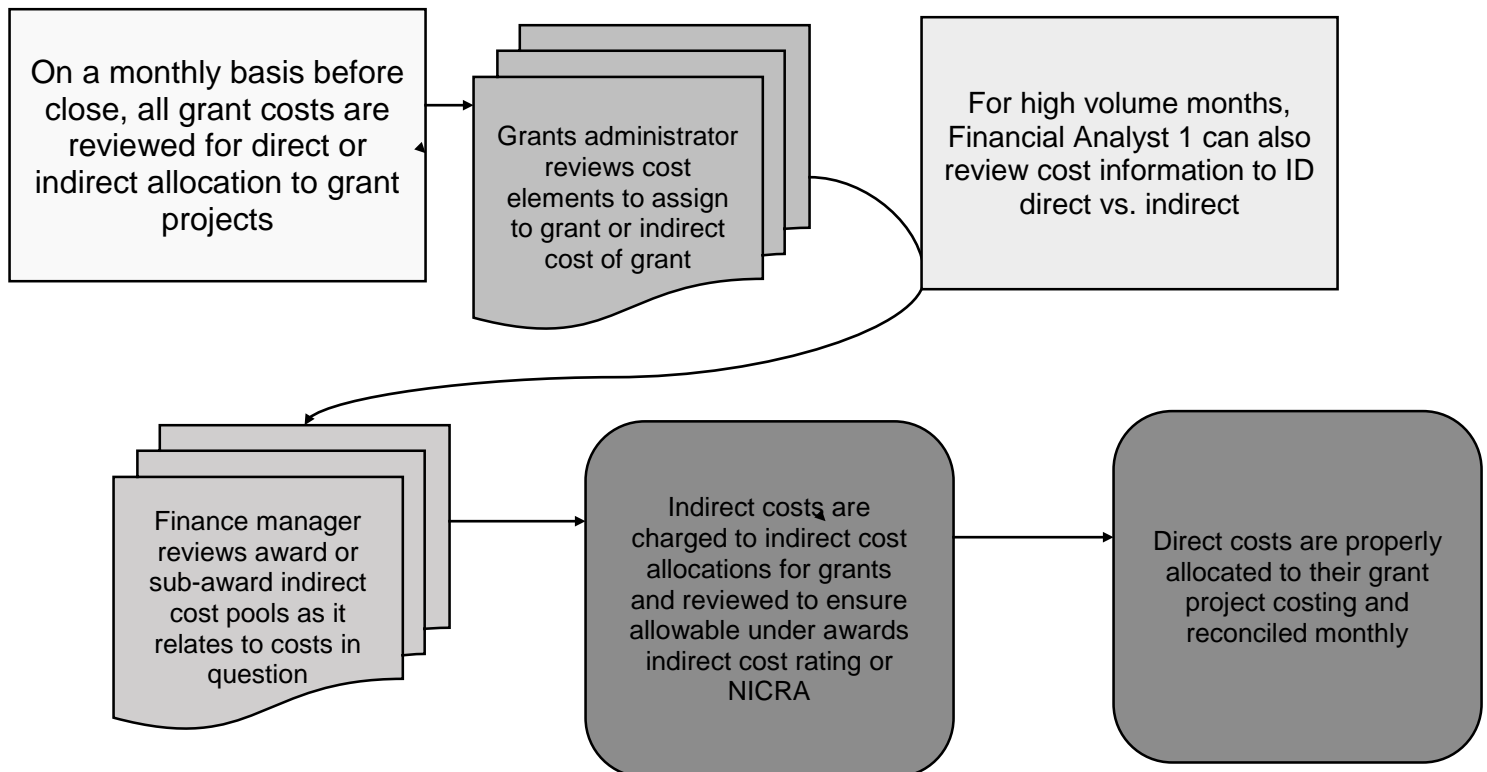 On a monthly basis before
close, all grant costs are
reviewed for direct or
indirect allocation to grant
projects
Grants administrator
reviews cost
elements to assign
to grant or indirect
cost of grant
For high volume months,
Financial Analyst 1 can also
review cost information to ID
direct vs. indirect
Finance manager
reviews award or
sub-award indirect
cost pools as it
relates to costs in
question
Indirect costs are
charged to indirect cost
allocations for grants
and reviewed to ensure
allowable under awards
indirect cost rating or
NICRA
Direct costs are properly
allocated to their grant
project costing and
reconciled monthly